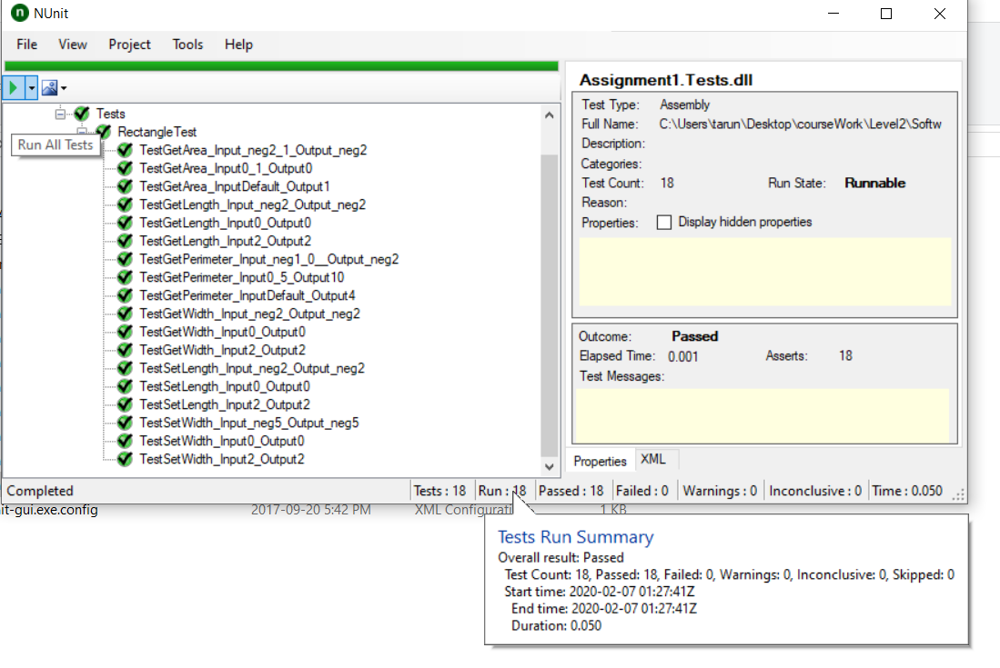 NUnit
File View Project Tools Help
Tests
RectangleTest
Run All Tests
TestGetArea_Input_neg2_1_Output_neg2
TestGetArea_Input0_1_Output0
TestGetArea_InputDefault_Output1
TestGetLength_Input_neg2_Output_neg2
TestGetLength_Input0_Output0
TestGetLength_Input2_Output2
TestGetPerimeter_Input_neg1_0__Output_neg2
TestGetPerimeter_Input0_5_Output10
TestGetPerimeter_InputDefault_Output4
TestGetWidth_Input_neg2_Output_neg2
TestGetWidth_Input0_Output0
TestGetWidth_Input2_Output2
TestSetLength_Input_neg2_Output_neg2
TestSetLength_Input0_Output0
TestSetLength_Input2_Output2
TestSetWidth_Input_neg5_Output_neg5
TestSetWidth_Input0_Output0
TestSetWidth_Input2_Output2
Assignment1.Tests.dll
Test Type: Assembly
Full Name: C:\Users\tarun\Desktop\courseWork\Level2\Softw
Description:
Categories:
Test Count: 18 Run State: Runnable
Reason:
Properties: Display hidden properties
Outcome: Passed
Elapsed Time: 0.001 Asserts: 18
Test Messages:
Properties XML
Completed Tests : 18 Run : 18 Passed : 18 Failed : 0 Warnings : 0 Inconclusive : 0 Time : 0.050
it-gui.exe.config 2017-09-20 5:42 PM XML Configurati 1 KB
Tests Run Summary
Overall result: Passed
Test Count: 18, Passed: 18, Failed: 0, Warnings: 0, Inconclusive: 0, Skipped: 0
Start time: 2020-02-07 01:27:41Z
End time: 2020-02-07 01:27:41Z
Duration: 0.050